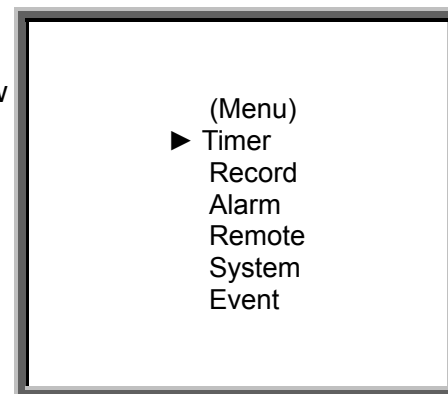 (Menu)
► Timer
Record
Alarm
Remote
System
Event